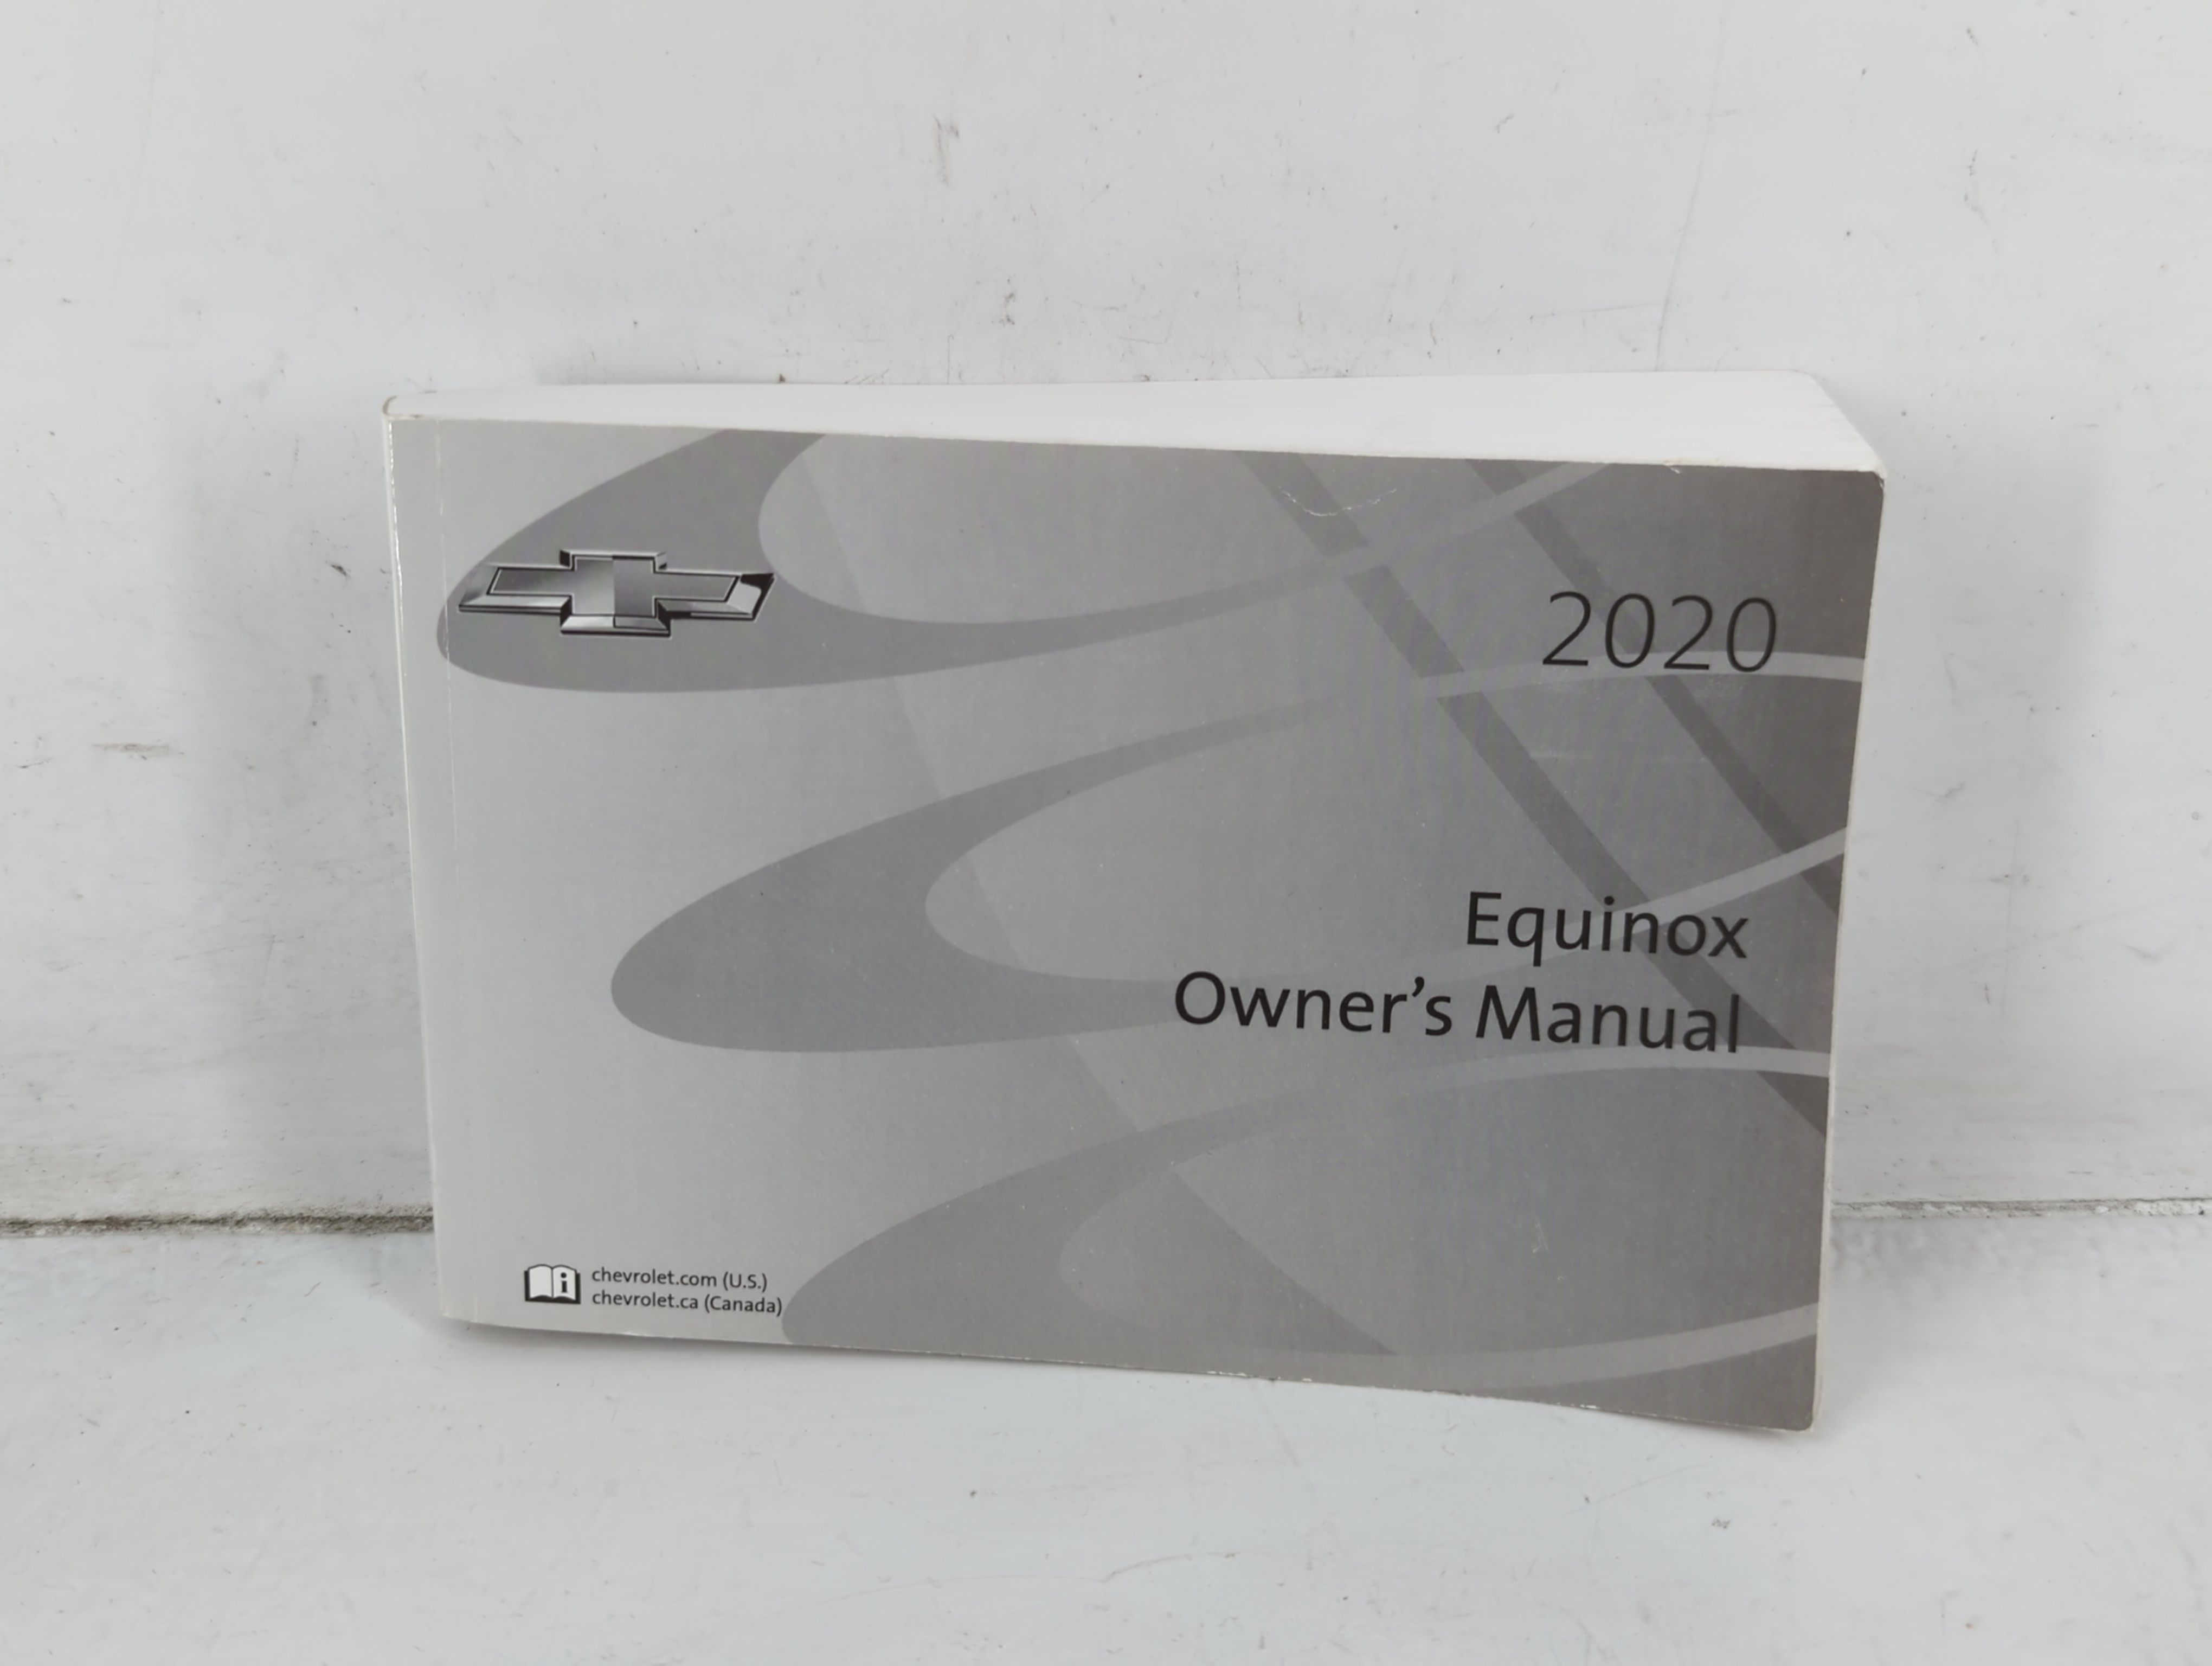 2020
Equinox
Owner's Manual
chevrolet.com (U.S.)
chevrolet.ca (Canada)